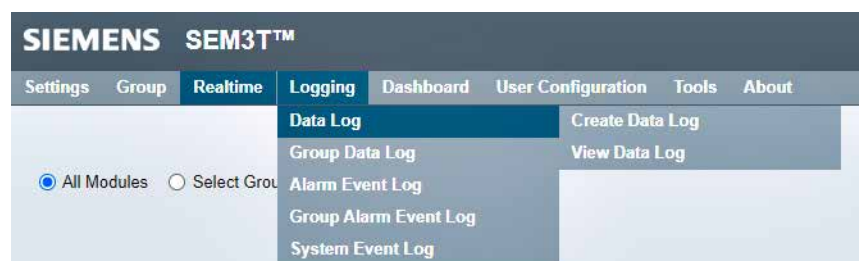 SIEMENS SEM3T™
Settings Group Realtime Logging Dashboard User Configuration Tools About
Data Log Create Data Log
Group Data Log View Data Log
All Modules Select Grou Alarm Event Log
Group Alarm Event Log
System Event Log